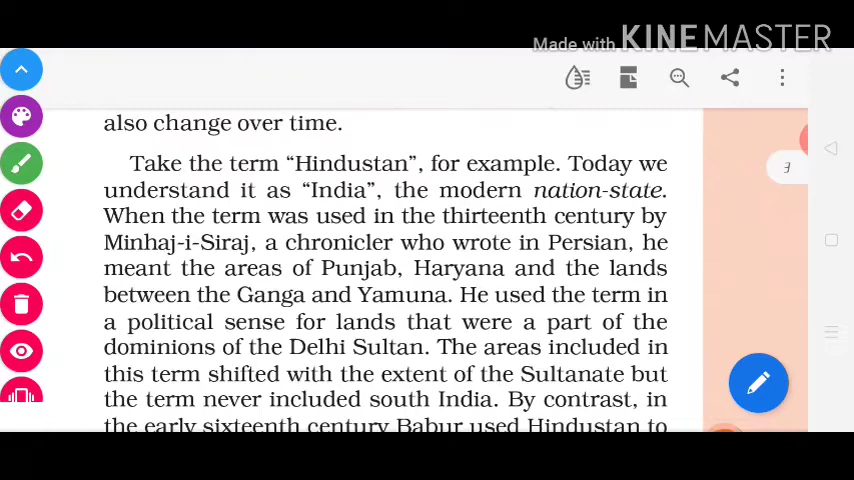 Made with KINEMASTER
also change over time.
Take the term “Hindustan”, for example. Today we
understand it as “India”, the modern nation-state.
When the term was used in the thirteenth century by
Minhaj-i-Siraj, a chronicler who wrote in Persian, he
meant the areas of Punjab, Haryana and the lands
between the Ganga and Yamuna. He used the term in
a political sense for lands that were a part of the
dominions of the Delhi Sultan. The areas included in
this term shifted with the extent of the Sultanate but
the term never included south India. By contrast, in
the early sixteenth century Babur used Hindustan to